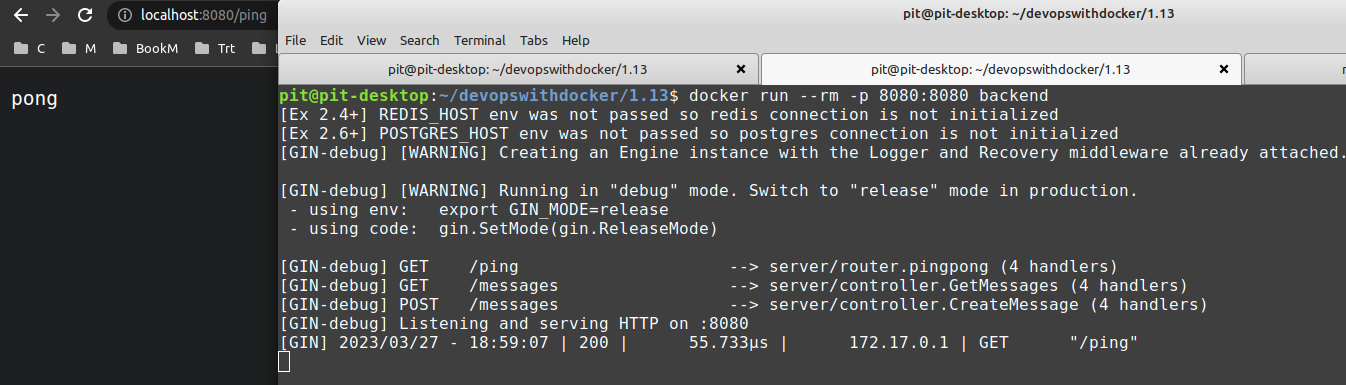 localhost:8080/ping
C M BookM Trt
pong
pit@pit-desktop: ~/devopswithdocker/1.13
File Edit View Search Terminal Tabs Help
pit@pit-desktop: ~/devopswithdocker/1.13 × pit@pit-desktop: ~/devopswithdocker/1.13 ×
pit@pit-desktop:~/devopswithdocker/1.13$ docker run --rm -p 8080:8080 backend
[Ex 2.4+] REDIS_HOST env was not passed so redis connection is not initialized
[Ex 2.6+] POSTGRES_HOST env was not passed so postgres connection is not initialized
[GIN-debug] [WARNING] Creating an Engine instance with the Logger and Recovery middleware already attached.
[GIN-debug] [WARNING] Running in "debug" mode. Switch to "release" mode in production.
- using env:   export GIN_MODE=release
- using code:  gin.SetMode(gin.ReleaseMode)
[GIN-debug] GET    /ping                     --> server/router.pingpong (4 handlers)
[GIN-debug] GET    /messages                 --> server/controller.GetMessages (4 handlers)
[GIN-debug] POST   /messages                 --> server/controller.CreateMessage (4 handlers)
[GIN-debug] Listening and serving HTTP on :8080
[GIN] 2023/03/27 - 18:59:07 | 200 |      55.733µs |      172.17.0.1 | GET      "/ping"